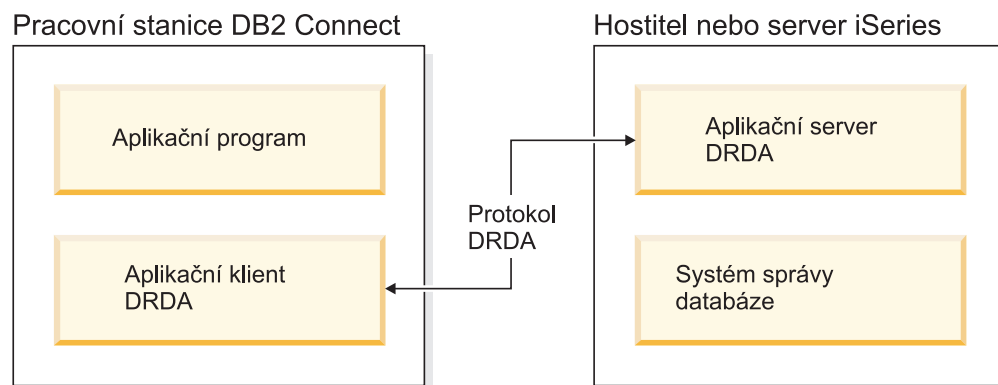 Pracovní stanice DB2 Connect
Aplikační program
Aplikační klient
DRDA
Protokol
DRDA
Hostitel nebo server iSeries
Aplikační server
DRDA
Systém správy
databáze